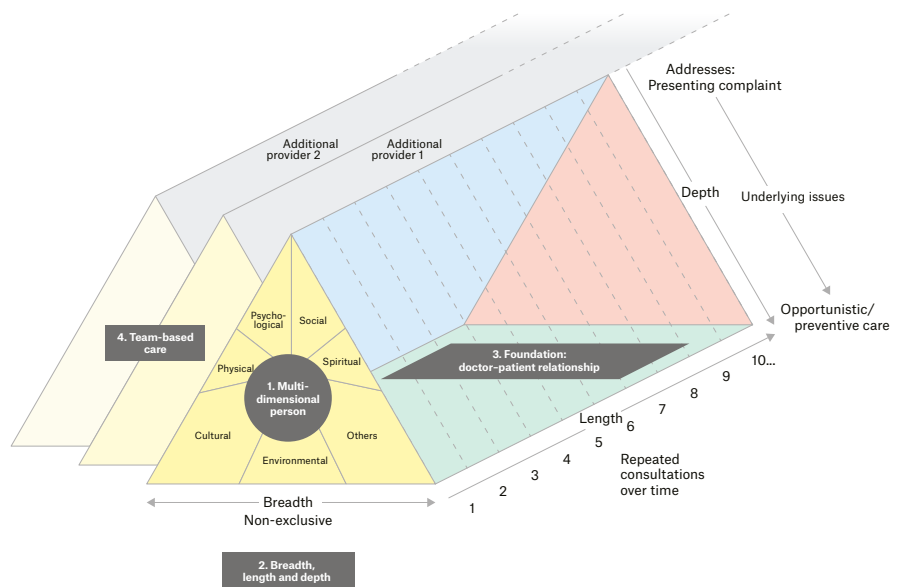 Addresses:
Presenting complaint
Additional
provider 2
Additional
provider 1
Depth
Underlying issues
Opportunistic/
preventive care
Psycho-
logical
Social
4. Team-based
care
Physical
Spiritual
1. Multi-
dimensional
person
3. Foundation:
doctor–patient relationship
Cultural
Others
Environmental
Length
1
2
3
4
5
6
7
8
9
10...
Repeated
consultations
over time
Breadth
Non-exclusive
2. Breadth,
length and depth